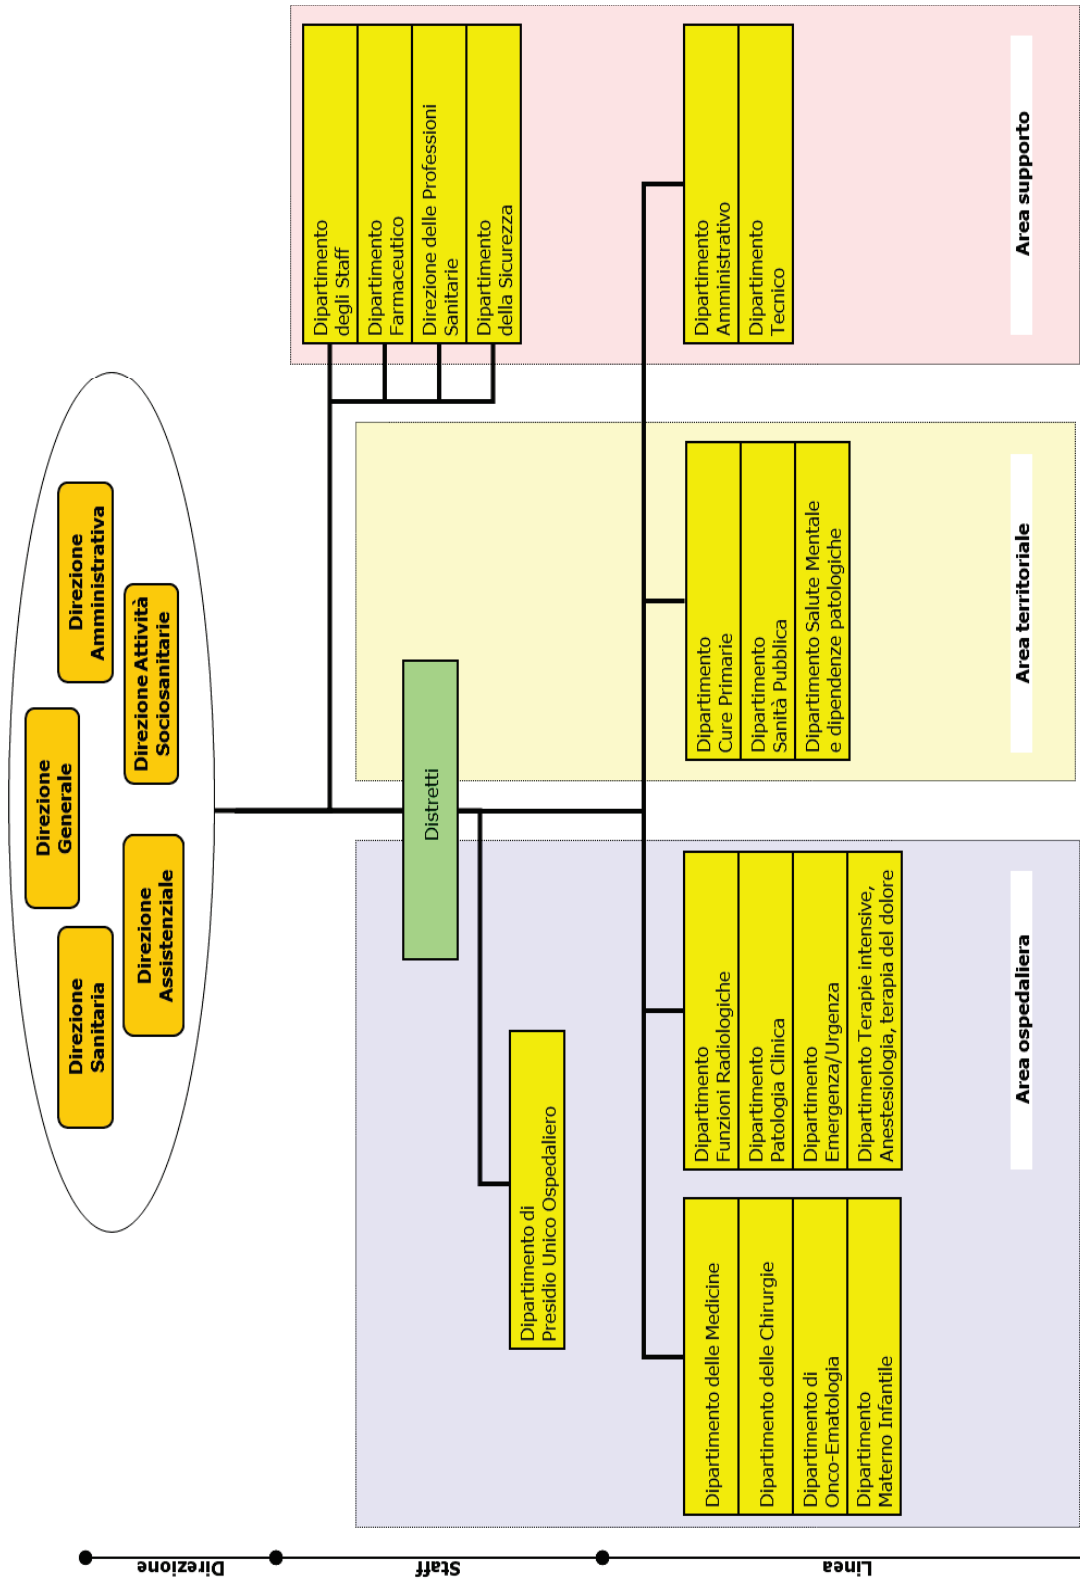 Direzione
Generale
Direzione
Sanitaria
Direzione
Amministrativa
Direzione
Assistenziale
Direzione Attività
Sociosanitarie
Direzione
Staff
Linea
Distretti
Dipartimento
degli Staff
Dipartimento
Farmaceutico
Direzione delle Professioni
Sanitarie
Dipartimento
della Sicurezza
Dipartimento di
Presidio Unico Ospedaliero
Dipartimento delle Medicine
Dipartimento delle Chirurgie
Dipartimento di
Onco-Ematologia
Dipartimento
Materno Infantile
Dipartimento
Funzioni Radiologiche
Dipartimento
Patologia Clinica
Dipartimento
Emergenza/Urgenza
Dipartimento Terapie intensive,
Anestesiologia, terapia del dolore
Dipartimento
Cure Primarie
Dipartimento
Sanità Pubblica
Dipartimento Salute Mentale
e dipendenze patologiche
Dipartimento
Amministrativo
Dipartimento
Tecnico
Area ospedaliera
Area territoriale
Area supporto